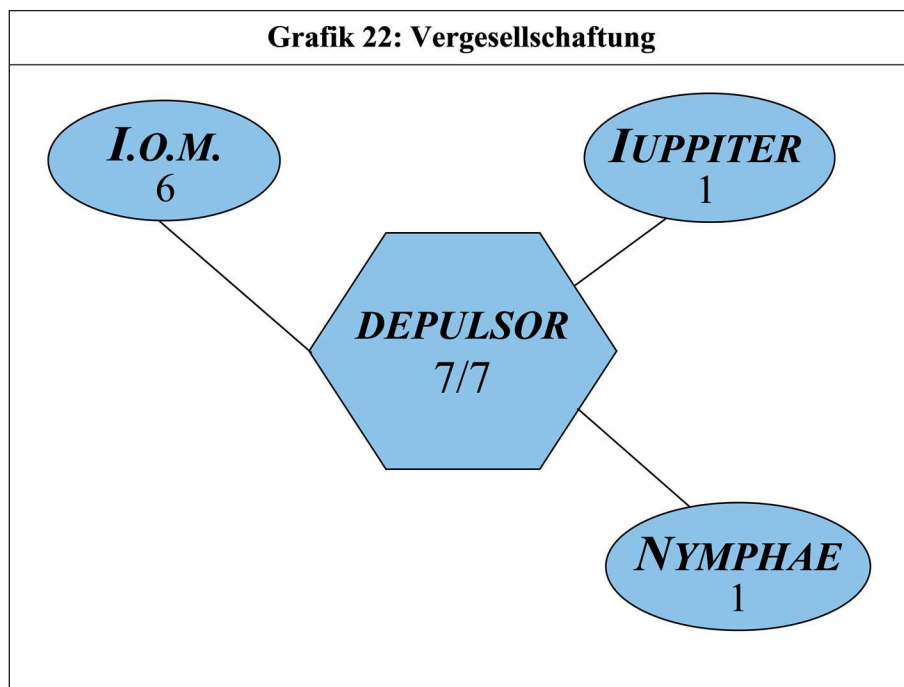 Grafik 22: Vergesellschaftung
I.O.M.
6
IUPPITER
1
DEPULSOR
7/7
NYMPHAE
1